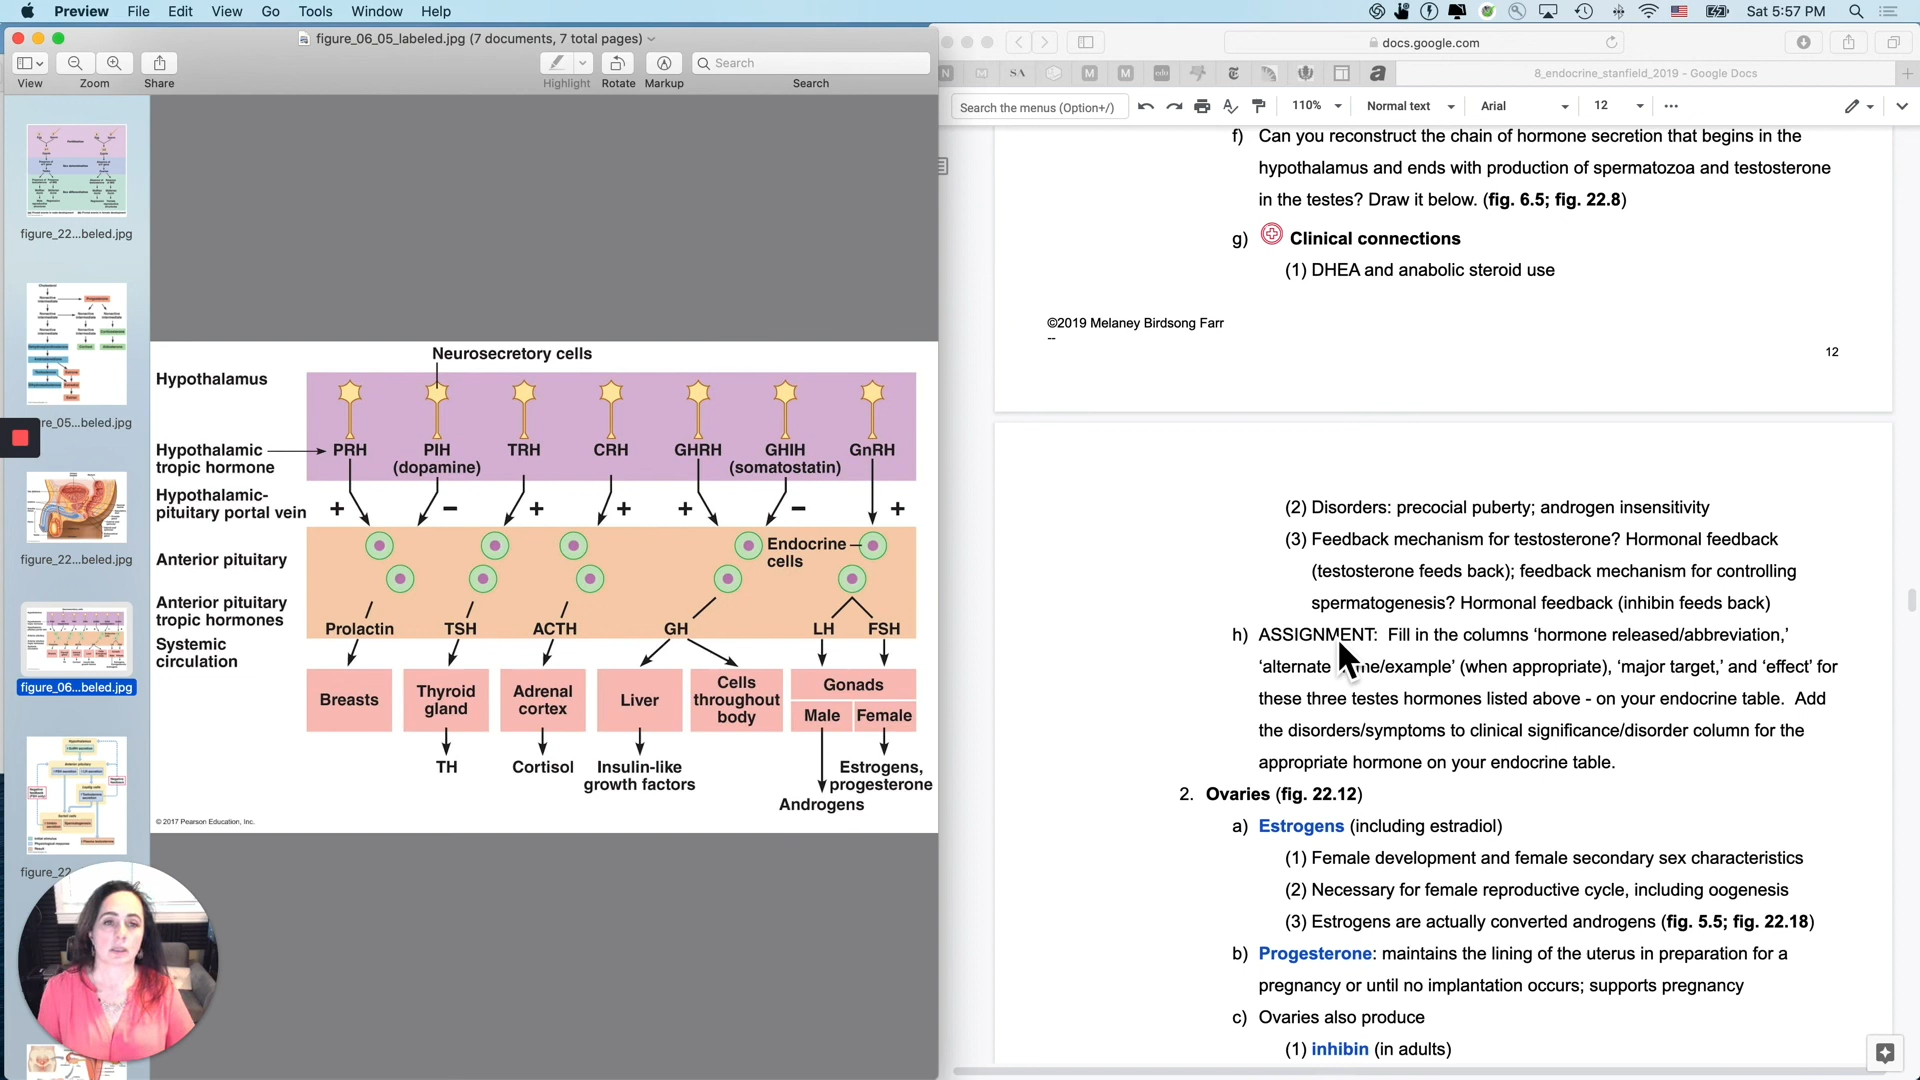 Preview File Edit View Go Tools Window Help
Sat 5:57 PM
figure_06_05_labeled.jpg (7 documents, 7 total pages)
View Zoom Share Highlight Rotate Markup Search
Search
figure_22...beled.jpg
re_05...beled.jpg
figure_22...beled.jpg
figure_06...beled.jpg
figure_22
Neurosecretory cells
Hypothalamus
Hypothalamic
tropic hormone
PRH
PIH
(dopamine)
TRH
CRH
GHRH
GHIH
(somatostatin)
GnRH
Hypothalamic-
pituitary portal vein
+ − + + + − +
Anterior pituitary
Endocrine
cells
Anterior pituitary
tropic hormones
Prolactin TSH ACTH GH LH FSH
Systemic
circulation
Breasts
Thyroid
gland
Adrenal
cortex
Liver
Cells
throughout
body
Gonads
Male Female
TH
Cortisol
Insulin-like
growth factors
Estrogens,
progesterone
Androgens
© 2017 Pearson Education, Inc.
docs.google.com
8_endocrine_stanfield_2019 - Google Docs
Search the menus (Option+/)
110% Normal text Arial 12
f) Can you reconstruct the chain of hormone secretion that begins in the
hypothalamus and ends with production of spermatozoa and testosterone
in the testes? Draw it below. (fig. 6.5; fig. 22.8)
g) Clinical connections
(1) DHEA and anabolic steroid use
©2019 Melaney Birdsong Farr
--
12
(2) Disorders: precocial puberty; androgen insensitivity
(3) Feedback mechanism for testosterone? Hormonal feedback
(testosterone feeds back); feedback mechanism for controlling
spermatogenesis? Hormonal feedback (inhibin feeds back)
h) ASSIGNMENT: Fill in the columns ‘hormone released/abbreviation,’
‘alternate me/example’ (when appropriate), ‘major target,’ and ‘effect’ for
these three testes hormones listed above - on your endocrine table. Add
the disorders/symptoms to clinical significance/disorder column for the
appropriate hormone on your endocrine table.
2. Ovaries (fig. 22.12)
a) Estrogens (including estradiol)
(1) Female development and female secondary sex characteristics
(2) Necessary for female reproductive cycle, including oogenesis
(3) Estrogens are actually converted androgens (fig. 5.5; fig. 22.18)
b) Progesterone: maintains the lining of the uterus in preparation for a
pregnancy or until no implantation occurs; supports pregnancy
c) Ovaries also produce
(1) inhibin (in adults)